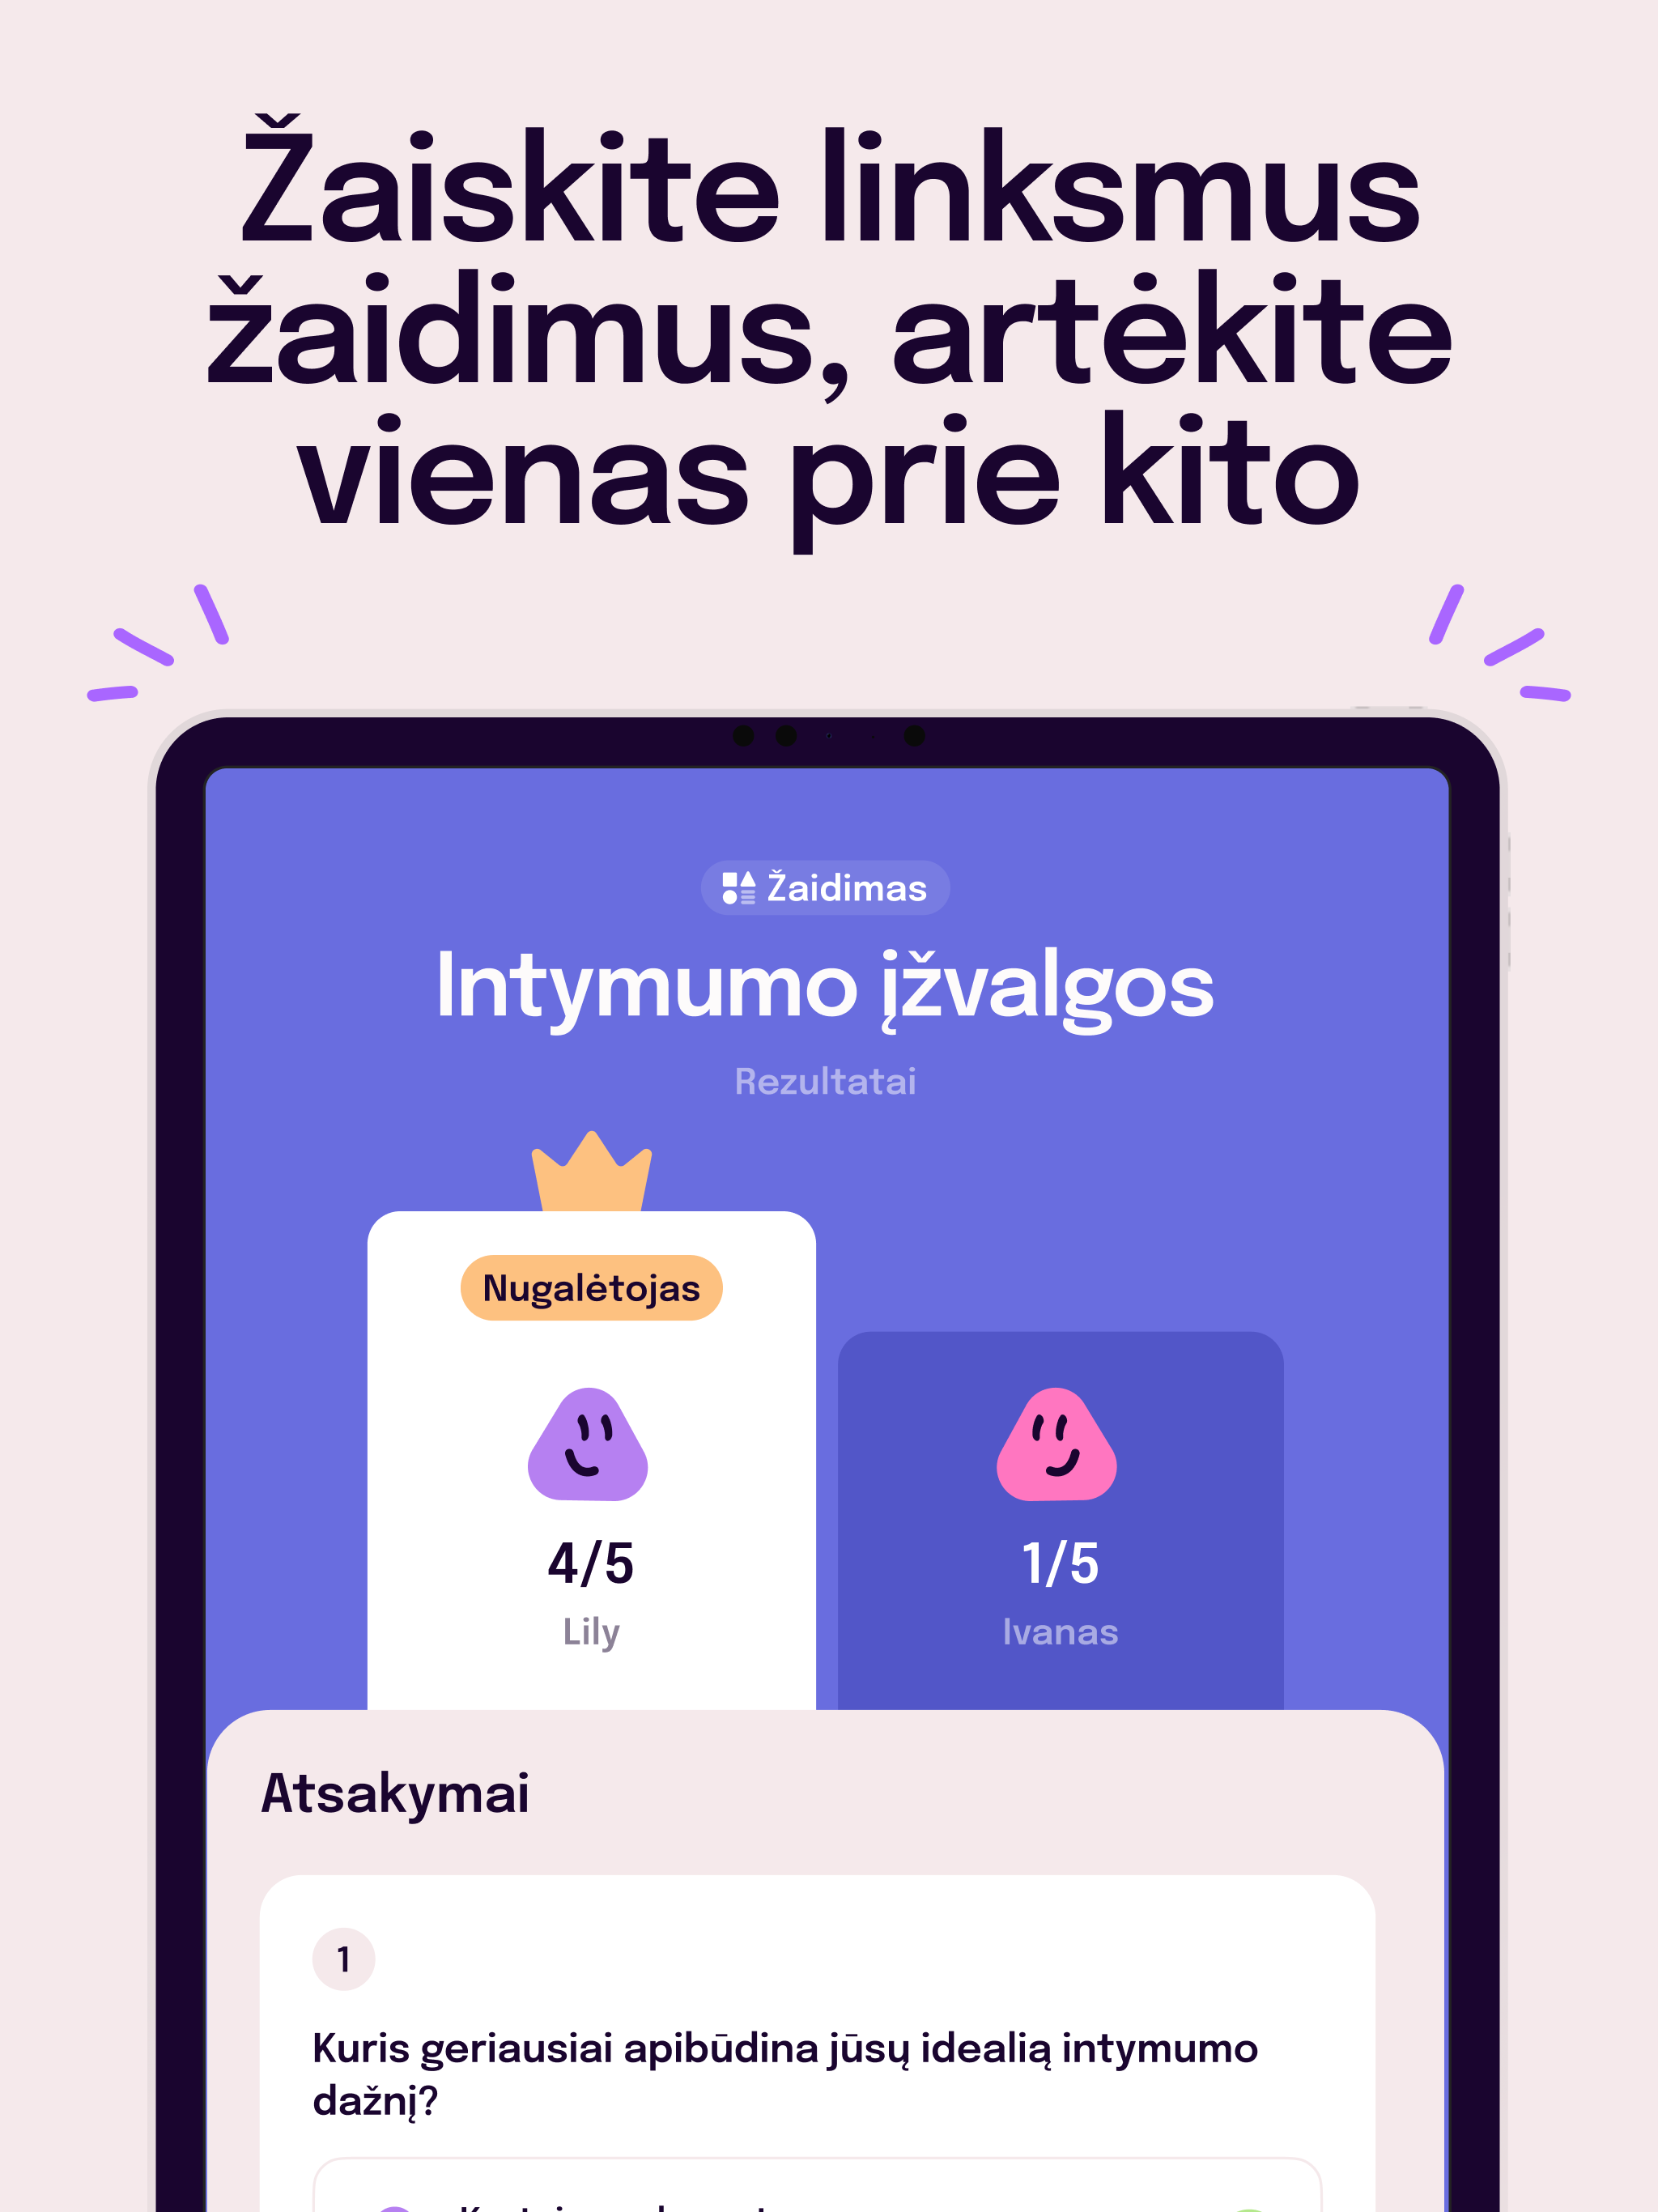 Žaiskite linksmus
žaidimus, artėkite
vienas prie kito
Žaidimas
Intymumo įžvalgos
Rezultatai
Nugalėtojas
4/5
Lily
1/5
Ivanas
Atsakymai
1
Kuris geriausiai apibūdina jūsų idealią intymumo
dažnį?